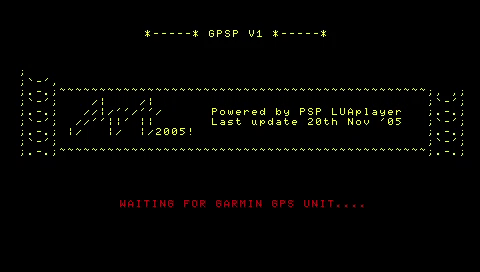 *-----* GPSP V1 *-----*
Powered by PSP LUAplayer
Last update 20th Nov '05
2005!
WAITING FOR GARMIN GPS UNIT....